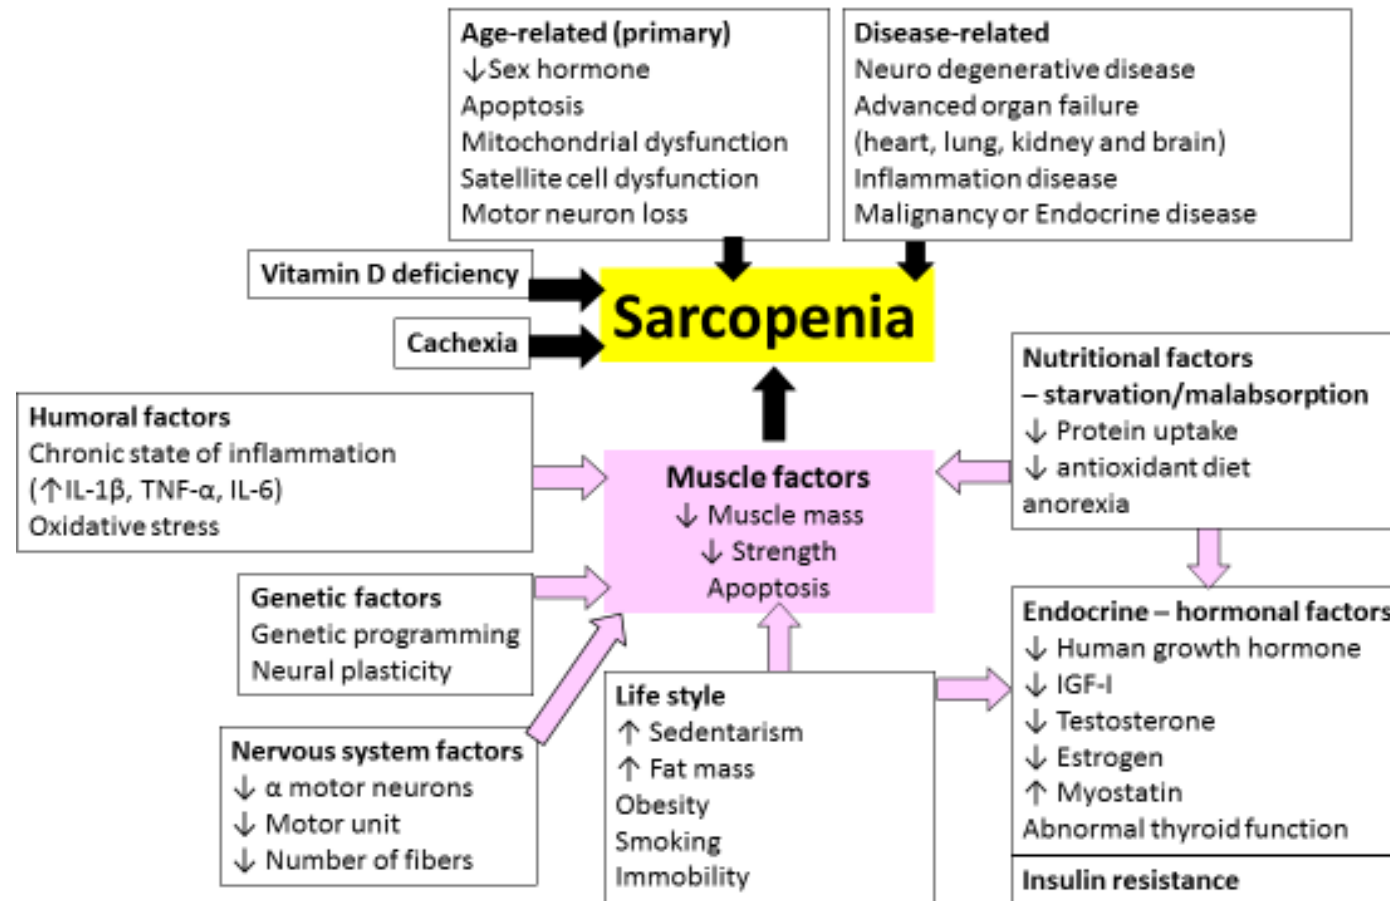 Age-related (primary)
↓Sex hormone
Apoptosis
Mitochondrial dysfunction
Satellite cell dysfunction
Motor neuron loss
Disease-related
Neuro degenerative disease
Advanced organ failure
(heart, lung, kidney and brain)
Inflammation disease
Malignancy or Endocrine disease
Vitamin D deficiency
Sarcopenia
Cachexia
Nutritional factors
– starvation/malabsorption
↓ Protein uptake
↓ antioxidant diet
anorexia
Humoral factors
Chronic state of inflammation
(↑IL-1β, TNF-α, IL-6)
Oxidative stress
Muscle factors
↓ Muscle mass
↓ Strength
Apoptosis
Genetic factors
Genetic programming
Neural plasticity
Endocrine – hormonal factors
↓ Human growth hormone
↓ IGF-I
↓ Testosterone
↓ Estrogen
↑ Myostatin
Abnormal thyroid function
Insulin resistance
Life style
↑ Sedentarism
↑ Fat mass
Obesity
Smoking
Immobility
Nervous system factors
↓ α motor neurons
↓ Motor unit
↓ Number of fibers